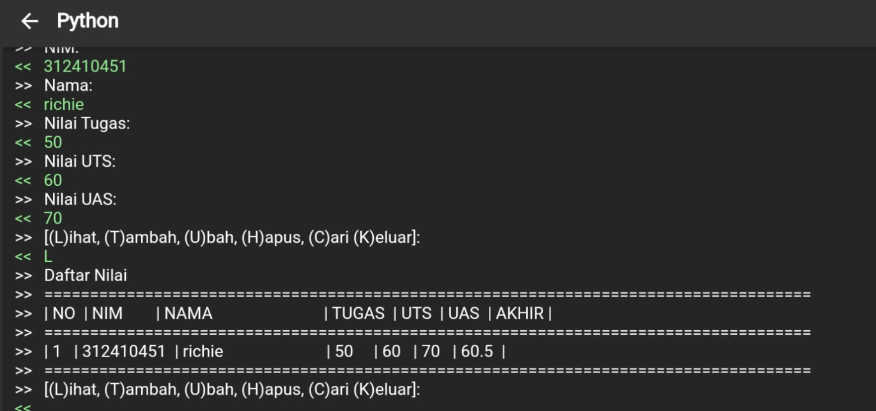 ← Python
>> NIM:
<< 312410451
>> Nama:
<< richie
>> Nilai Tugas:
<< 50
>> Nilai UTS:
<< 60
>> Nilai UAS:
<< 70
>> [(L)ihat, (T)ambah, (U)bah, (H)apus, (C)ari (K)eluar]:
<< L
>> Daftar Nilai
>> ==================================================================================
>> | NO | NIM | NAMA | TUGAS | UTS | UAS | AKHIR |
>> ==================================================================================
>> | 1 | 312410451 | richie | 50 | 60 | 70 | 60.5 |
>> ==================================================================================
>> [(L)ihat, (T)ambah, (U)bah, (H)apus, (C)ari (K)eluar]:
<<